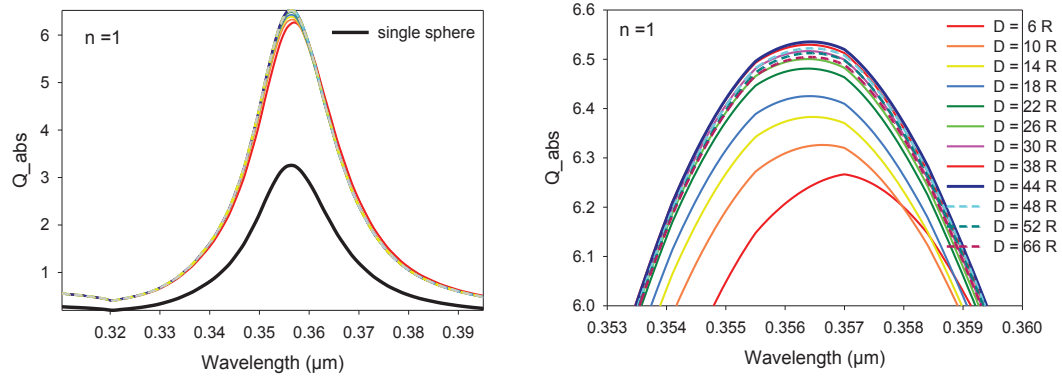 n =1
single sphere
Q_abs
6
5
4
3
2
1
0.32
0.33
0.34
0.35
0.36
0.37
0.38
0.39
Wavelength (µm)
n =1
Q_abs
6.6
6.5
6.4
6.3
6.2
6.1
6.0
0.353
0.354
0.355
0.356
0.357
0.358
0.359
0.360
Wavelength (µm)
D = 6 R
D = 10 R
D = 14 R
D = 18 R
D = 22 R
D = 26 R
D = 30 R
D = 38 R
D = 44 R
D = 48 R
D = 52 R
D = 66 R